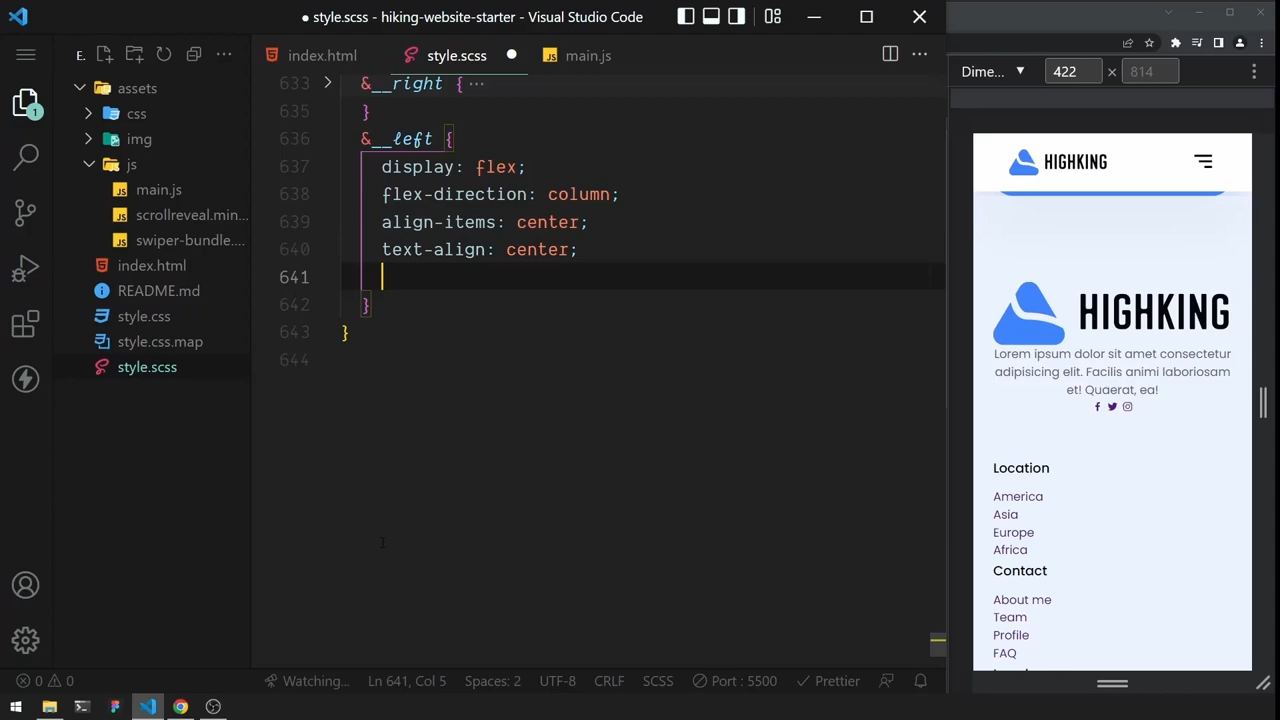 ● style.scss - hiking-website-starter - Visual Studio Code
E.
index.html
style.scss
main.js
assets
css
img
js
main.js
scrollreveal.min...
swiper-bundle....
index.html
README.md
style.css
style.css.map
style.scss
1
633 &__right { ···
635 }
636 &__left {
637 display: flex;
638 flex-direction: column;
639 align-items: center;
640 text-align: center;
641
642 }
643 }
644
0 0
Watching...
Ln 641, Col 5
Spaces: 2
UTF-8
CRLF
SCSS
Port : 5500
Prettier
Dime... ▼ 422 × 814
HIGHKING
HIGHKING
Lorem ipsum dolor sit amet consectetur
adipisicing elit. Facilis animi laboriosam
et! Quaerat, ea!
Location
America
Asia
Europe
Africa
Contact
About me
Team
Profile
FAQ